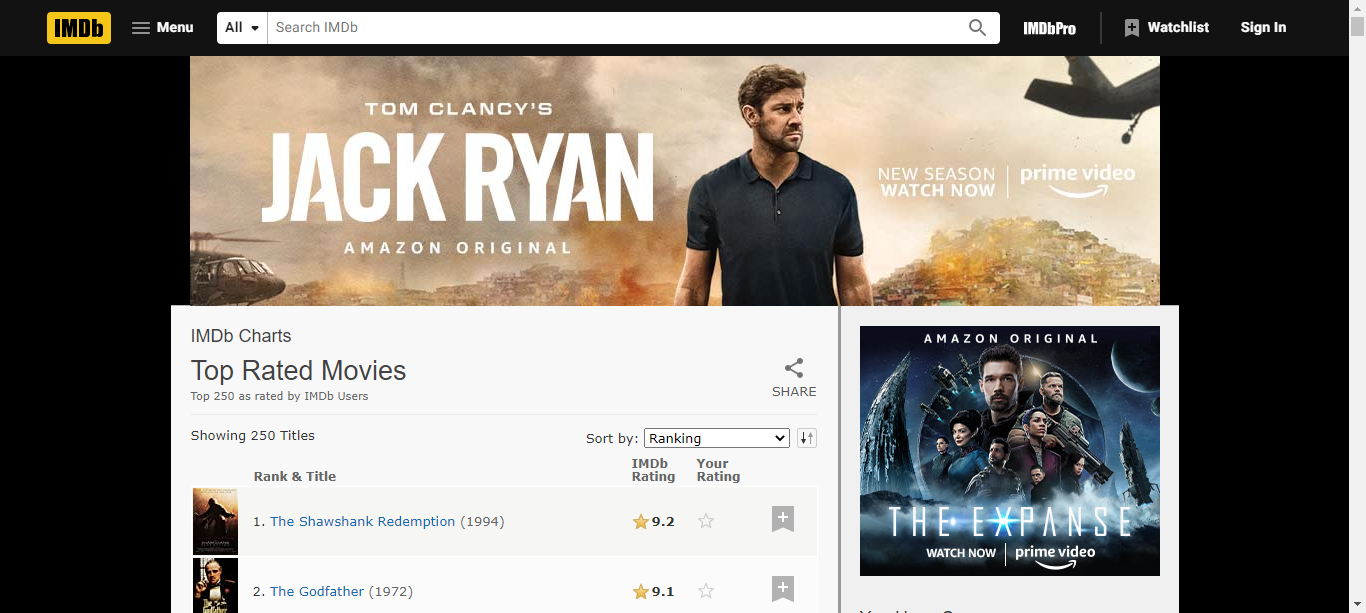 IMDb
Menu
All
Search IMDb
IMDbPro
Watchlist
Sign In
TOM CLANCY'S
JACK RYAN
AMAZON ORIGINAL
NEW SEASON
WATCH NOW
prime video
IMDb Charts
Top Rated Movies
Top 250 as rated by IMDb Users
SHARE
Showing 250 Titles
Sort by: Ranking
Rank & Title
IMDb
Rating
Your
Rating
1. The Shawshank Redemption (1994)
9.2
2. The Godfather (1972)
9.1
AMAZON ORIGINAL
THE EXPANSE
WATCH NOW
prime video